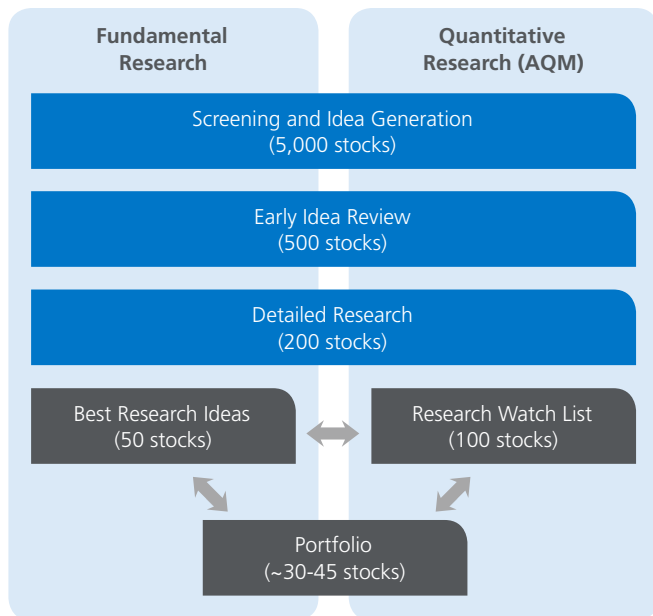 Fundamental
Research
Quantitative
Research (AQM)
Screening and Idea Generation
(5,000 stocks)
Early Idea Review
(500 stocks)
Detailed Research
(200 stocks)
Best Research Ideas
(50 stocks)
Research Watch List
(100 stocks)
Portfolio
(~30-45 stocks)